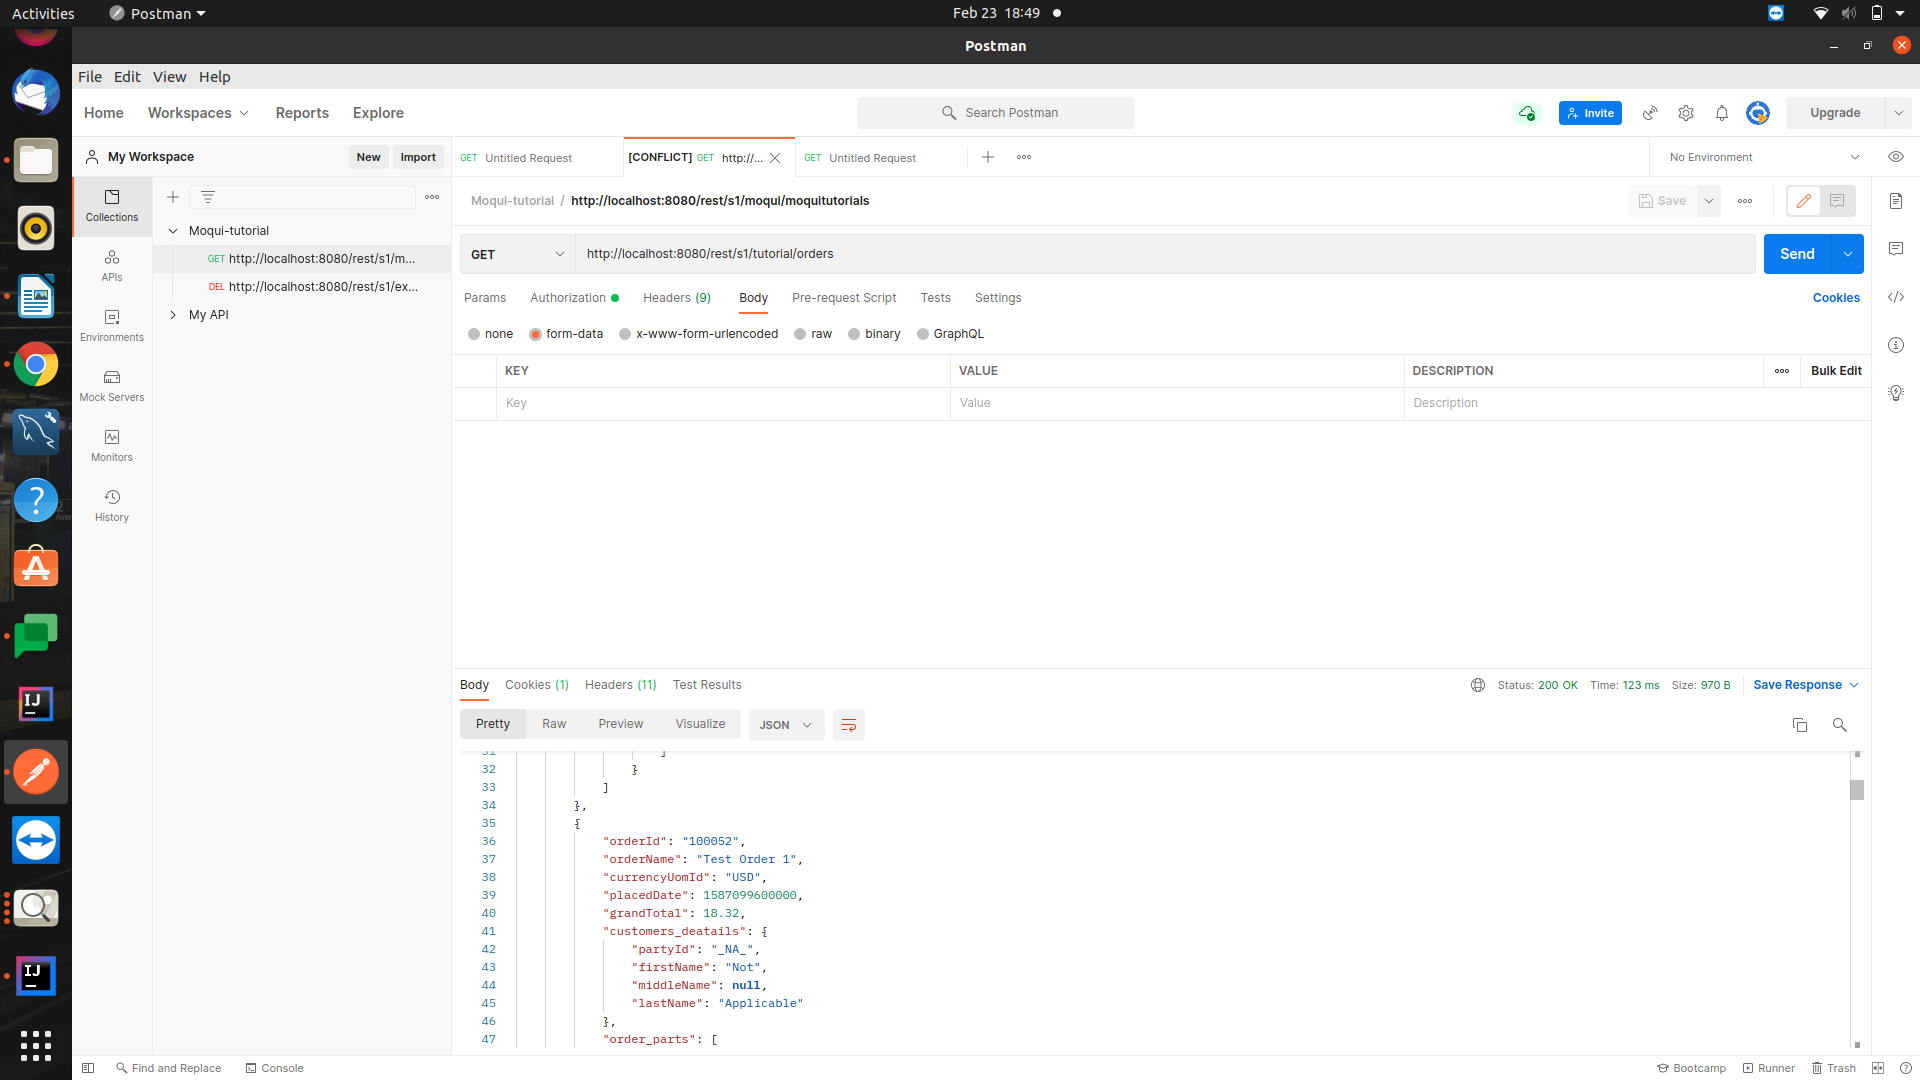 Activities
Postman
Feb 23 18:49
Postman
File Edit View Help
Home Workspaces Reports Explore
Search Postman
Invite
Upgrade
My Workspace
New
Import
GET Untitled Request
[CONFLICT] GET http://...
GET Untitled Request
No Environment
Collections
APIs
Environments
Mock Servers
Monitors
History
Moqui-tutorial
GET http://localhost:8080/rest/s1/m...
DEL http://localhost:8080/rest/s1/ex...
My API
Moqui-tutorial / http://localhost:8080/rest/s1/moqui/moquitutorials
Save
GET
http://localhost:8080/rest/s1/tutorial/orders
Send
Params Authorization Headers (9) Body Pre-request Script Tests Settings
Cookies
none form-data x-www-form-urlencoded raw binary GraphQL
KEY VALUE DESCRIPTION
Bulk Edit
Key Value Description
Body Cookies (1) Headers (11) Test Results
Status: 200 OK Time: 123 ms Size: 970 B
Save Response
Pretty Raw Preview Visualize JSON
31 ]
32 }
33 ]
34 },
35 {
36 "orderId": "100052",
37 "orderName": "Test Order 1",
38 "currencyUomId": "USD",
39 "placedDate": 1587099600000,
40 "grandTotal": 18.32,
41 "customers_deatails": {
42 "partyId": "_NA_",
43 "firstName": "Not",
44 "middleName": null,
45 "lastName": "Applicable"
46 },
47 "order_parts": [
Find and Replace
Console
Bootcamp
Runner
Trash